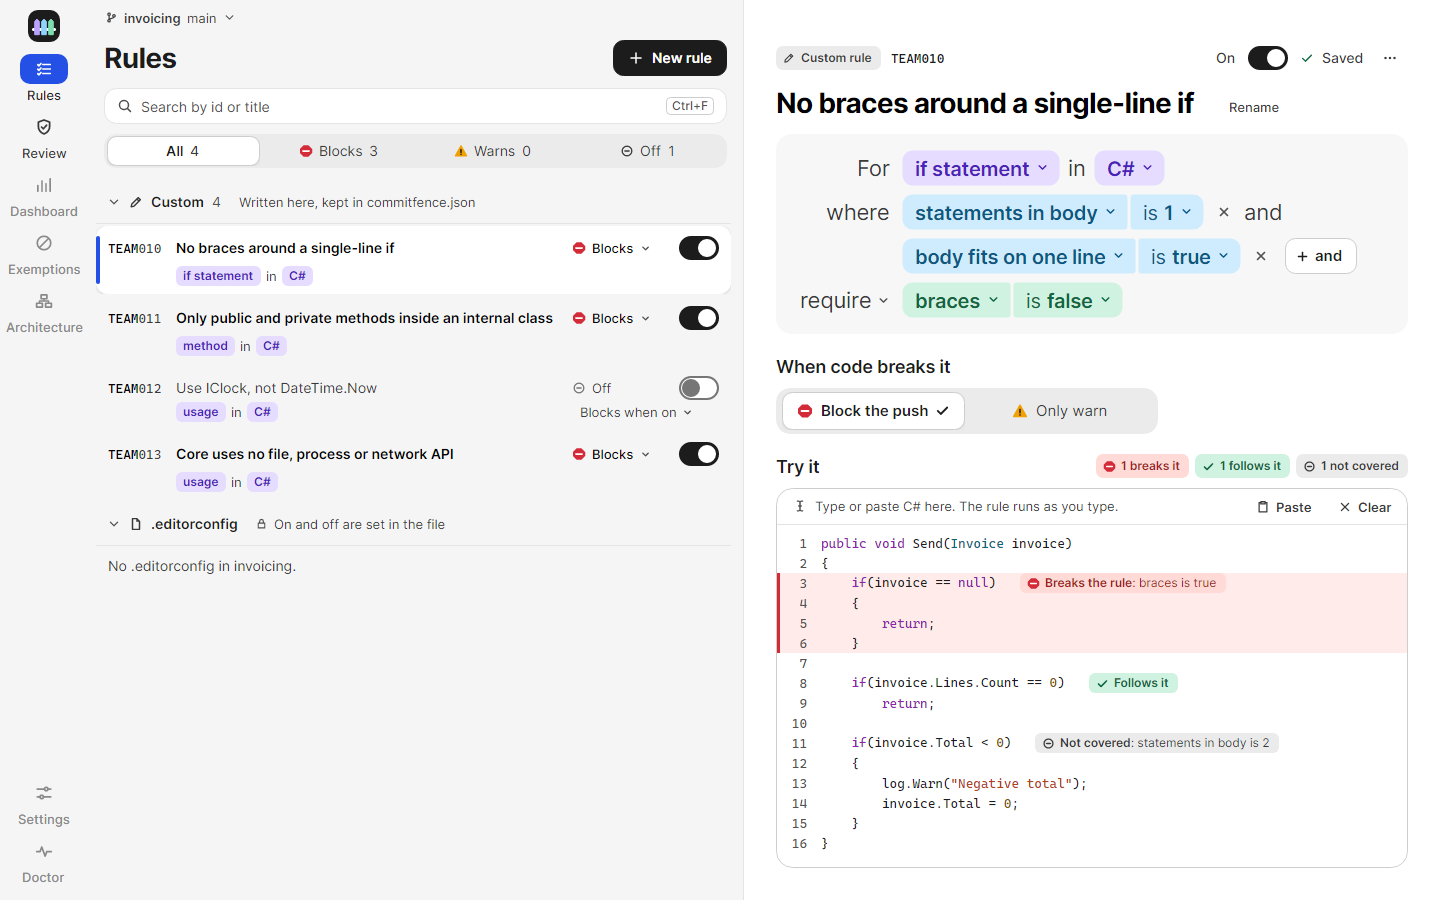 invoicing main
Rules
New rule
Search by id or title
Ctrl+F
All 4
Blocks 3
Warns 0
Off 1
Custom 4 Written here, kept in commitfence.json
TEAM010 No braces around a single-line if Blocks
if statement in C#
TEAM011 Only public and private methods inside an internal class Blocks
method in C#
TEAM012 Use IClock, not DateTime.Now Off
usage in C# Blocks when on
TEAM013 Core uses no file, process or network API Blocks
usage in C#
.editorconfig On and off are set in the file
No .editorconfig in invoicing.
Rules
Review
Dashboard
Exemptions
Architecture
Settings
Doctor
Custom rule TEAM010 On Saved
No braces around a single-line if Rename
For if statement in C#
where statements in body is 1 × and
body fits on one line is true × + and
require braces is false
When code breaks it
Block the push Only warn
Try it 1 breaks it 1 follows it 1 not covered
Type or paste C# here. The rule runs as you type. Paste Clear
1 public void Send(Invoice invoice)
2 {
3 if(invoice == null) Breaks the rule: braces is true
4 {
5 return;
6 }
7
8 if(invoice.Lines.Count == 0) Follows it
9 return;
10
11 if(invoice.Total < 0) Not covered: statements in body is 2
12 {
13 log.Warn("Negative total");
14 invoice.Total = 0;
15 }
16 }